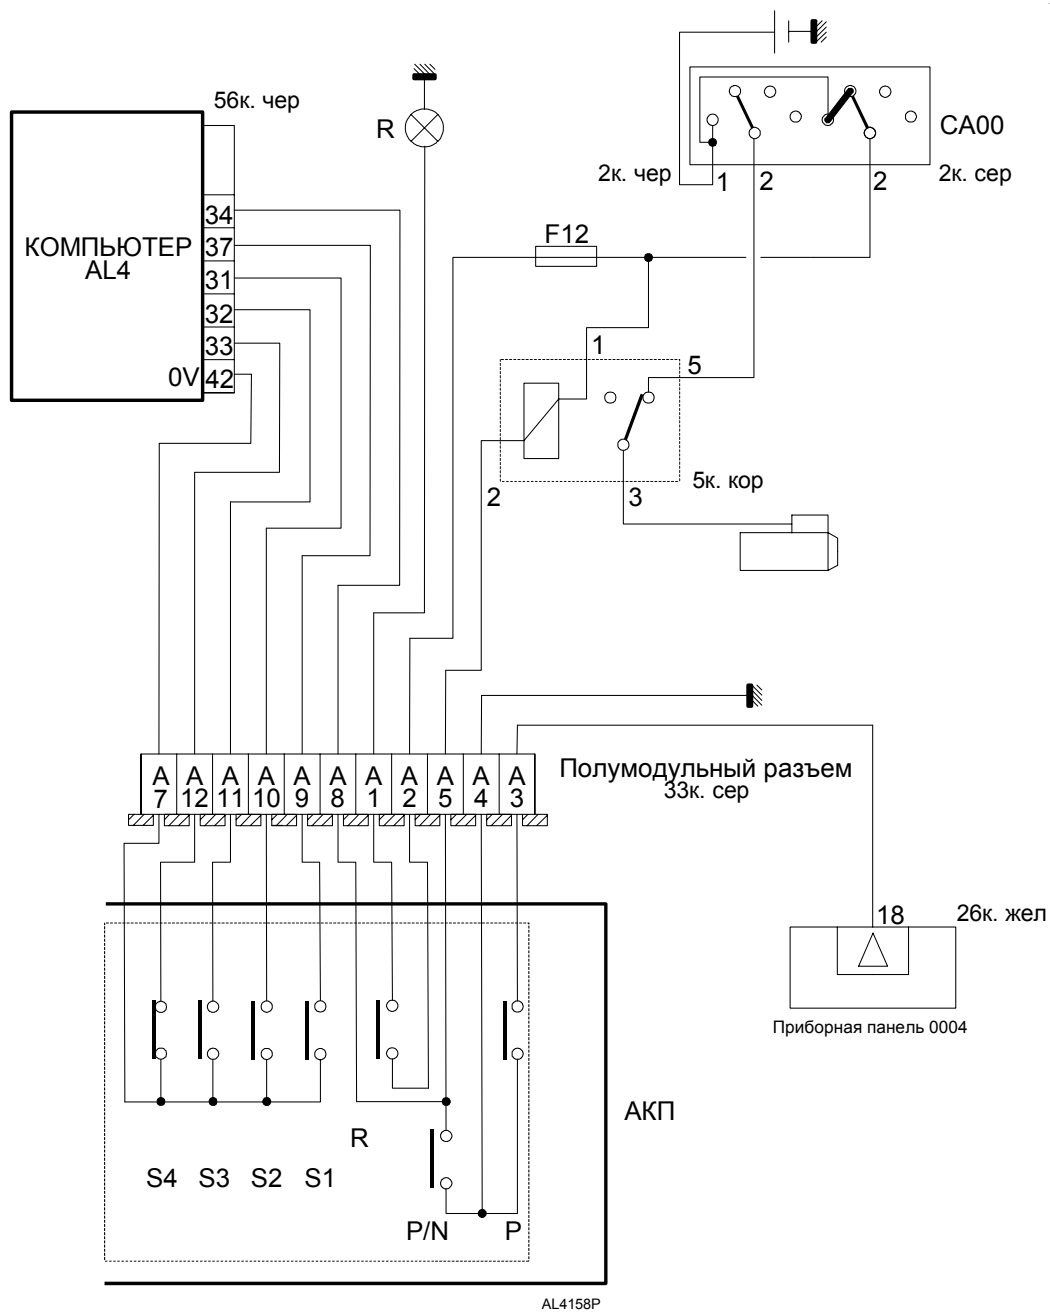 56к. чер
R
CA00
2к. чер
1
2
2
2к. сер
КОМПЬЮТЕР
AL4
34
37
31
32
33
0V
42
F12
1
5
2
3
5к. кор
A
7
A
12
A
11
A
10
A
9
A
8
A
1
A
2
A
5
A
4
A
3
Полумодульный разъем
33к. сер
18
26к. жел
Приборная панель 0004
АКП
R
S4
S3
S2
S1
P/N
P
AL4158P